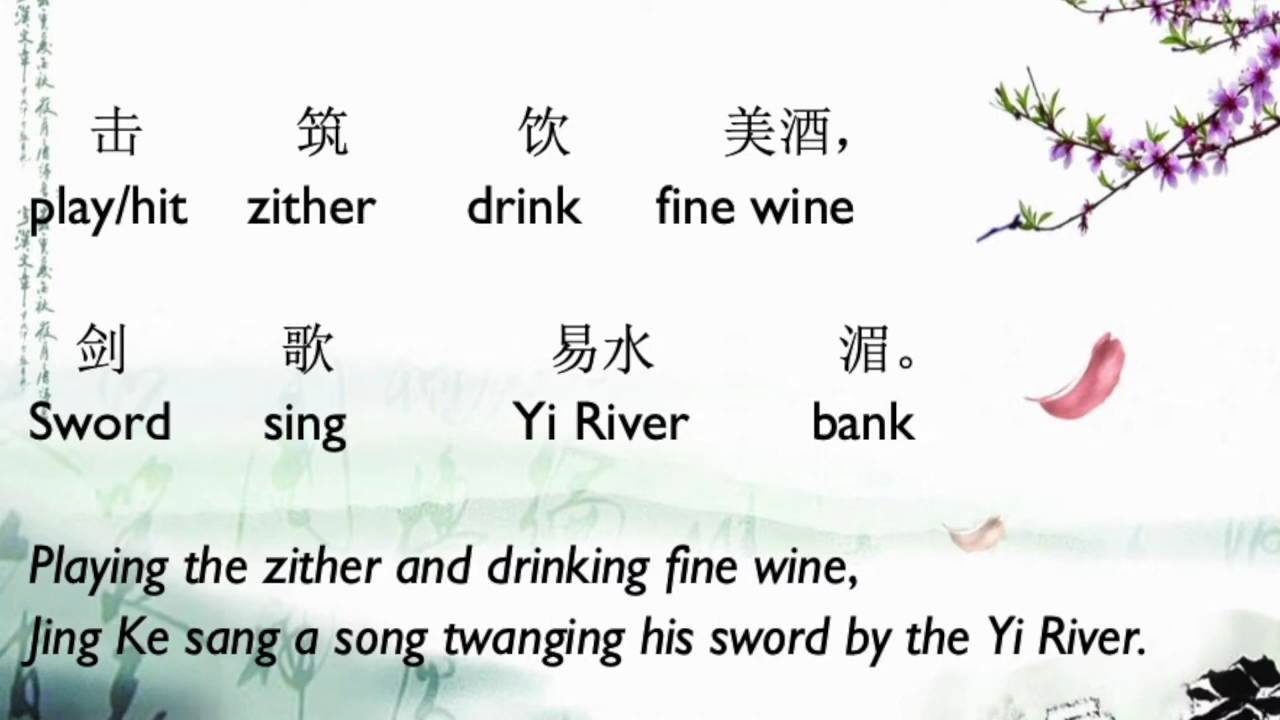 击 筑 饮 美酒，
play/hit zither drink fine wine
剑 歌 易水 湄。
Sword sing Yi River bank
Playing the zither and drinking fine wine,
Jing Ke sang a song twanging his sword by the Yi River.